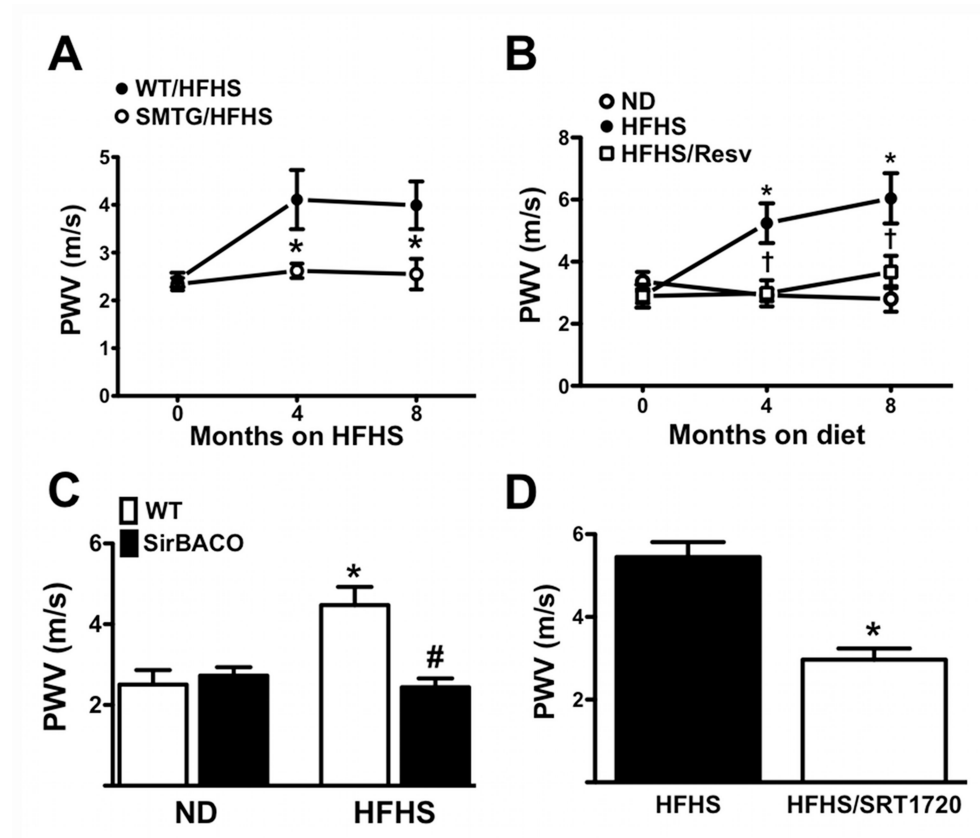 A
WT/HFHS
SMTG/HFHS
PWV (m/s)
5
4
3
2
1
0
*
*
0 4 8
Months on HFHS
B
ND
HFHS
HFHS/Resv
PWV (m/s)
8
6
4
2
0
*
*
†
†
0 4 8
Months on diet
C
WT
SirBACO
PWV (m/s)
6
4
2
*
#
ND HFHS
D
PWV (m/s)
6
4
2
*
HFHS HFHS/SRT1720